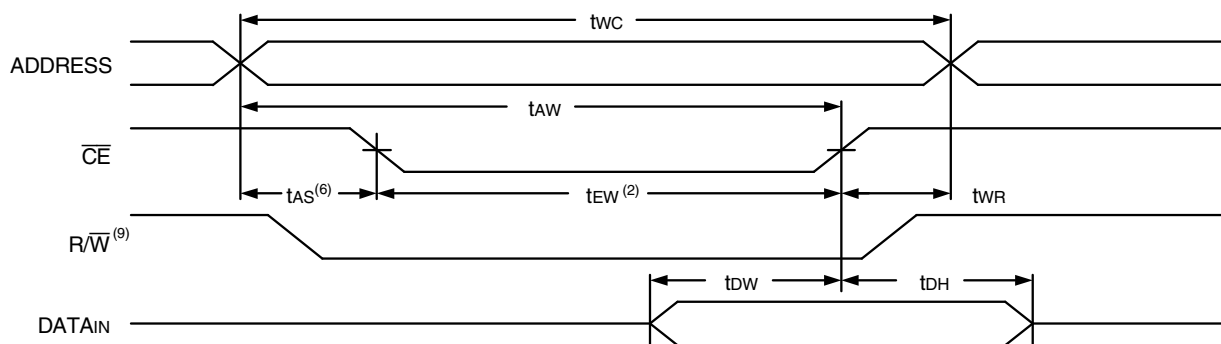 tWC
ADDRESS
tAW
CE
tAS(6)
tEW (2)
tWR
R/W (9)
tDW
tDH
DATAIN